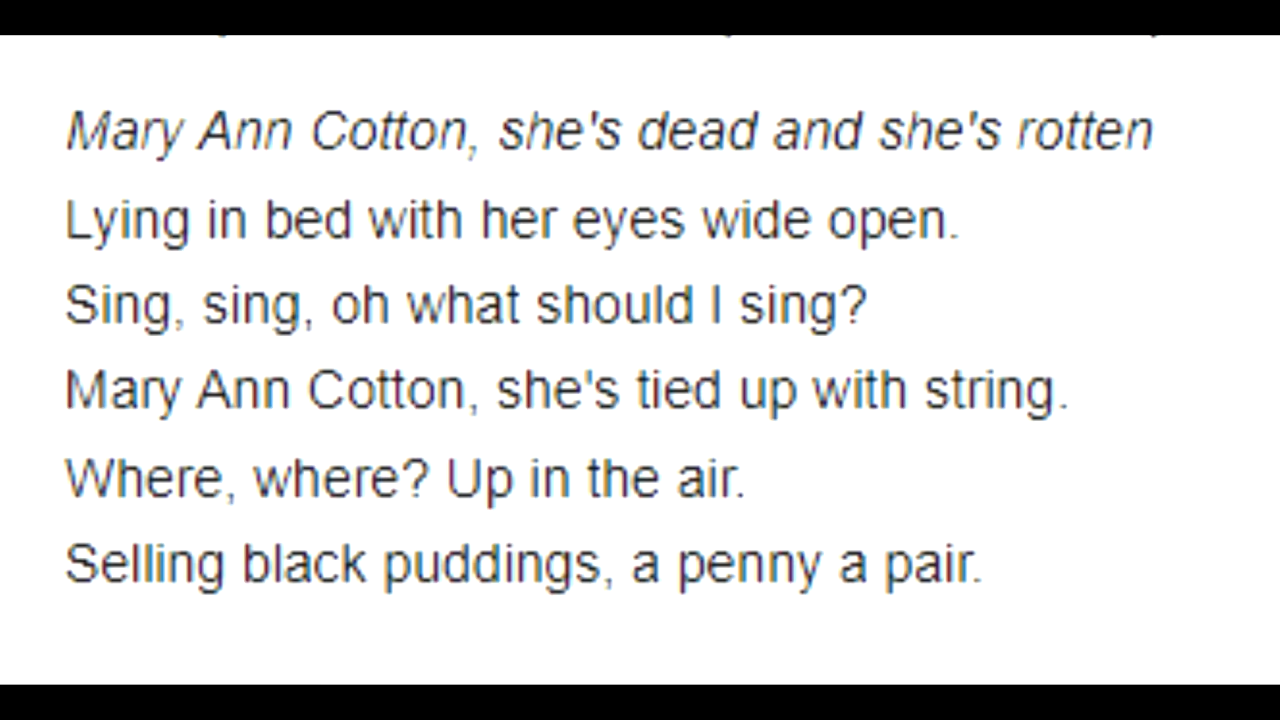 Mary Ann Cotton, she's dead and she's rotten
Lying in bed with her eyes wide open.
Sing, sing, oh what should I sing?
Mary Ann Cotton, she's tied up with string.
Where, where? Up in the air.
Selling black puddings, a penny a pair.